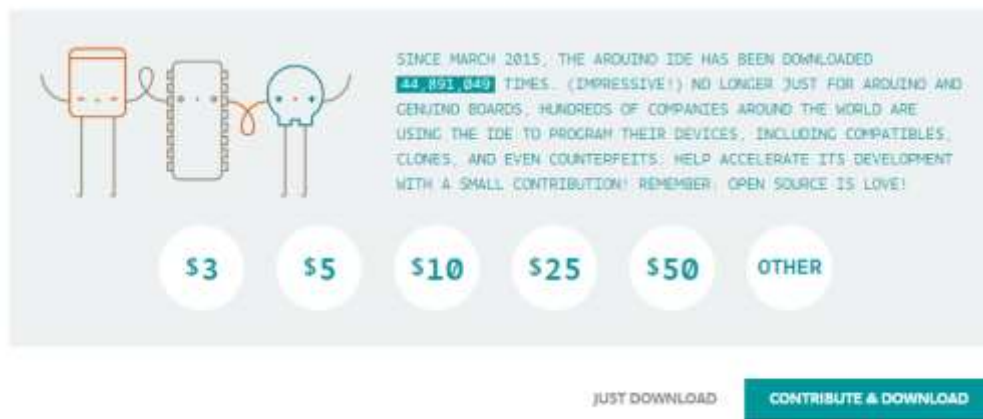 SINCE MARCH 2015, THE ARDUINO IDE HAS BEEN DOWNLOADED
44,891,049 TIMES. (IMPRESSIVE!) NO LONGER JUST FOR ARDUINO AND
GENUINO BOARDS, HUNDREDS OF COMPANIES AROUND THE WORLD ARE
USING THE IDE TO PROGRAM THEIR DEVICES, INCLUDING COMPATIBLES,
CLONES, AND EVEN COUNTERFEITS. HELP ACCELERATE ITS DEVELOPMENT
WITH A SMALL CONTRIBUTION! REMEMBER: OPEN SOURCE IS LOVE!
$3 $5 $10 $25 $50 OTHER
JUST DOWNLOAD CONTRIBUTE & DOWNLOAD